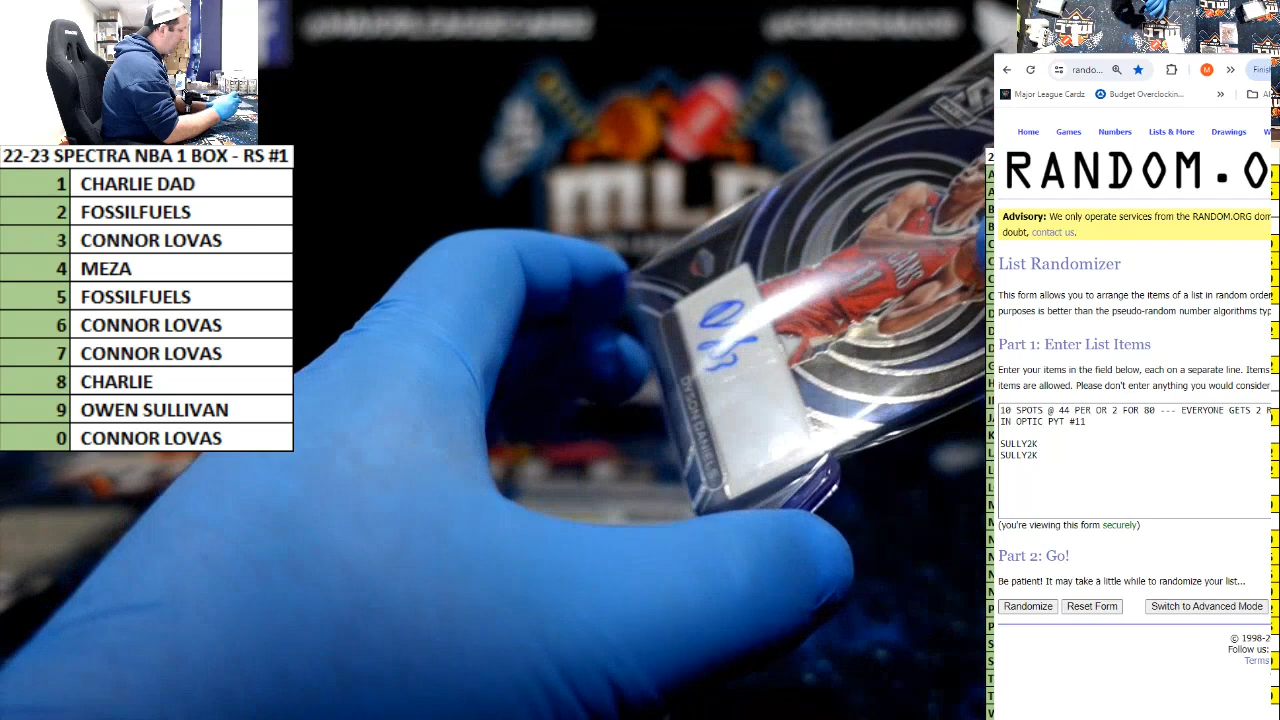 22-23 SPECTRA NBA 1 BOX - RS #1
1 CHARLIE DAD
2 FOSSILFUELS
3 CONNOR LOVAS
4 MEZA
5 FOSSILFUELS
6 CONNOR LOVAS
7 CONNOR LOVAS
8 CHARLIE
9 OWEN SULLIVAN
0 CONNOR LOVAS
DYSON DANIELS
11
rando...
M
Finish
Major League Cardz
Budget Overclockin...
Home Games Numbers Lists & More Drawings
RANDOM.O
Advisory: We only operate services from the RANDOM.ORG dom
doubt, contact us.
List Randomizer
This form allows you to arrange the items of a list in random order
purposes is better than the pseudo-random number algorithms typ
Part 1: Enter List Items
Enter your items in the field below, each on a separate line. Items
items are allowed. Please don't enter anything you would consider
10 SPOTS @ 44 PER OR 2 FOR 80 --- EVERYONE GETS 2 R
IN OPTIC PYT #11
SULLY2K
SULLY2K
(you're viewing this form securely)
Part 2: Go!
Be patient! It may take a little while to randomize your list...
Randomize Reset Form Switch to Advanced Mode
© 1998-2
Follow us:
Terms